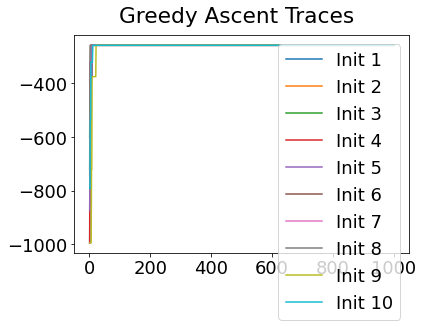 Greedy Ascent Traces
−400
−600
−800
−1000
0 200 400 600 800 1000
Init 1
Init 2
Init 3
Init 4
Init 5
Init 6
Init 7
Init 8
Init 9
Init 10